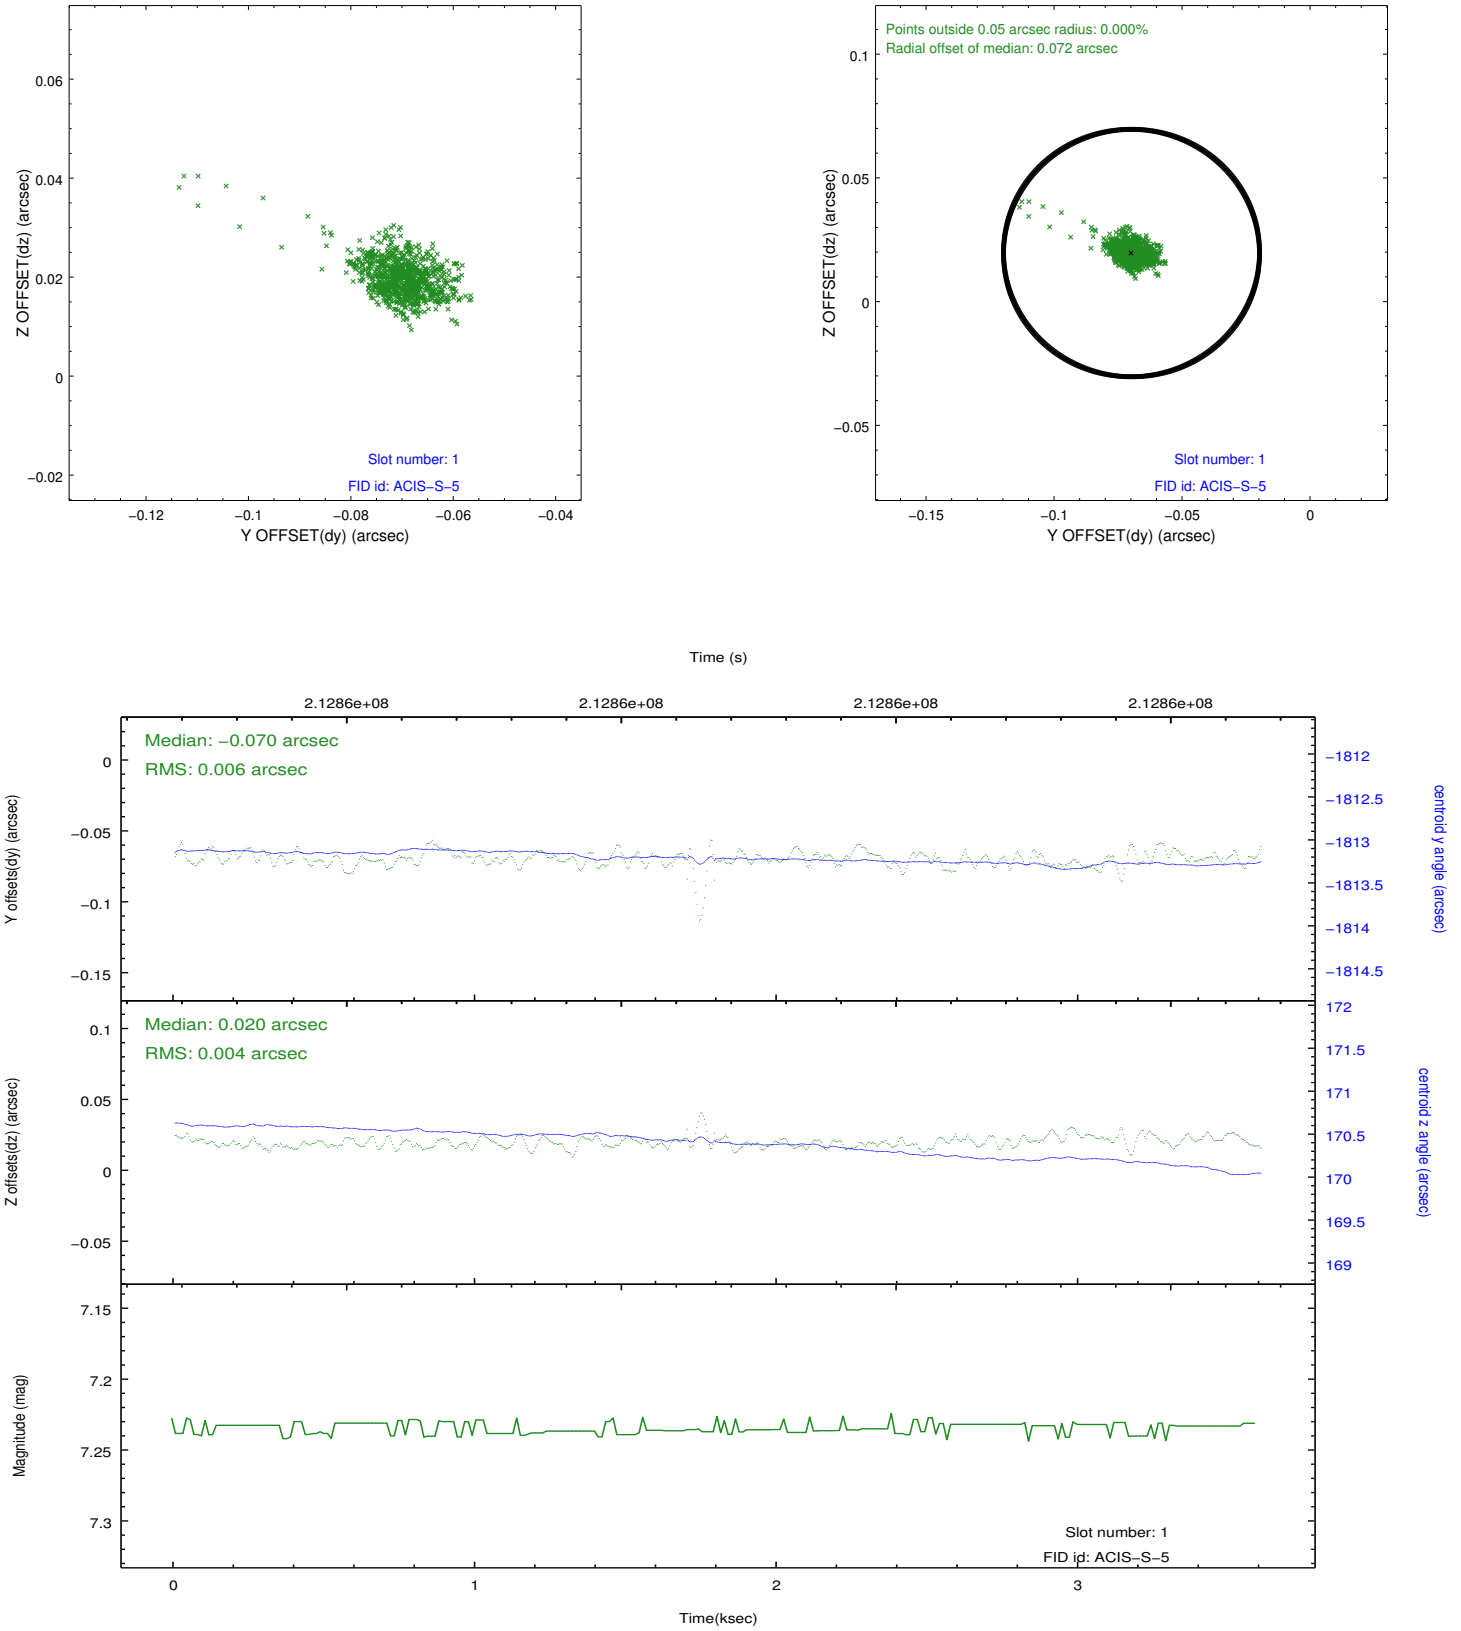 0.06
0.04
0.02
0
−0.02
Z OFFSET(dz) (arcsec)
Slot number: 1
FID id: ACIS−S−5
−0.12
−0.1
−0.08
−0.06
−0.04
Y OFFSET(dy) (arcsec)
Points outside 0.05 arcsec radius: 0.000%
Radial offset of median: 0.072 arcsec
0.1
0.05
0
−0.05
Z OFFSET(dz) (arcsec)
Slot number: 1
FID id: ACIS−S−5
−0.15
−0.1
−0.05
0
Y OFFSET(dy) (arcsec)
Time (s)
2.1286e+08
2.1286e+08
2.1286e+08
2.1286e+08
Median: −0.070 arcsec
RMS: 0.006 arcsec
0
−0.05
−0.1
−0.15
Y offsets(dy) (arcsec)
−1812
−1812.5
−1813
−1813.5
−1814
−1814.5
centroid y angle (arcsec)
Median: 0.020 arcsec
RMS: 0.004 arcsec
0.1
0.05
0
−0.05
Z offsets(dz) (arcsec)
172
171.5
171
170.5
170
169.5
169
centroid z angle (arcsec)
7.15
7.2
7.25
7.3
Magnitude (mag)
Slot number: 1
FID id: ACIS−S−5
0
1
2
3
Time(ksec)